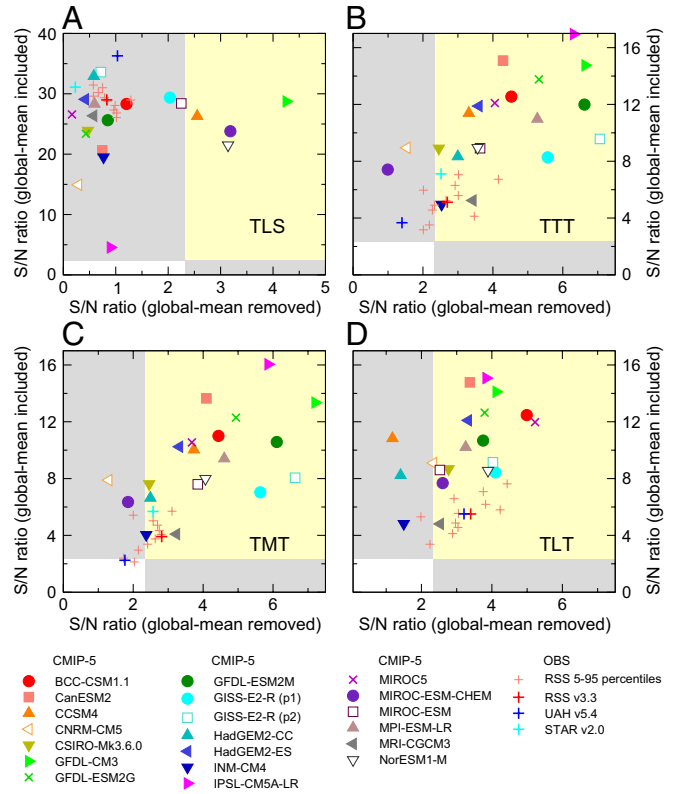 A
B
40
30
20
10
0
S/N ratio (global-mean included)
TLS
0
1
2
3
4
5
S/N ratio (global-mean removed)
16
12
8
4
0
S/N ratio (global-mean included)
TTT
0
2
4
6
S/N ratio (global-mean removed)
C
D
16
12
8
4
0
S/N ratio (global-mean included)
TMT
0
2
4
6
S/N ratio (global-mean removed)
16
12
8
4
0
S/N ratio (global-mean included)
TLT
0
2
4
6
S/N ratio (global-mean removed)
CMIP-5
BCC-CSM1.1
CanESM2
CCSM4
CNRM-CM5
CSIRO-Mk3.6.0
GFDL-CM3
GFDL-ESM2G
CMIP-5
GFDL-ESM2M
GISS-E2-R (p1)
GISS-E2-R (p2)
HadGEM2-CC
HadGEM2-ES
INM-CM4
IPSL-CM5A-LR
CMIP-5
MIROC5
MIROC-ESM-CHEM
MIROC-ESM
MPI-ESM-LR
MRI-CGCM3
NorESM1-M
OBS
RSS 5-95 percentiles
RSS v3.3
UAH v5.4
STAR v2.0